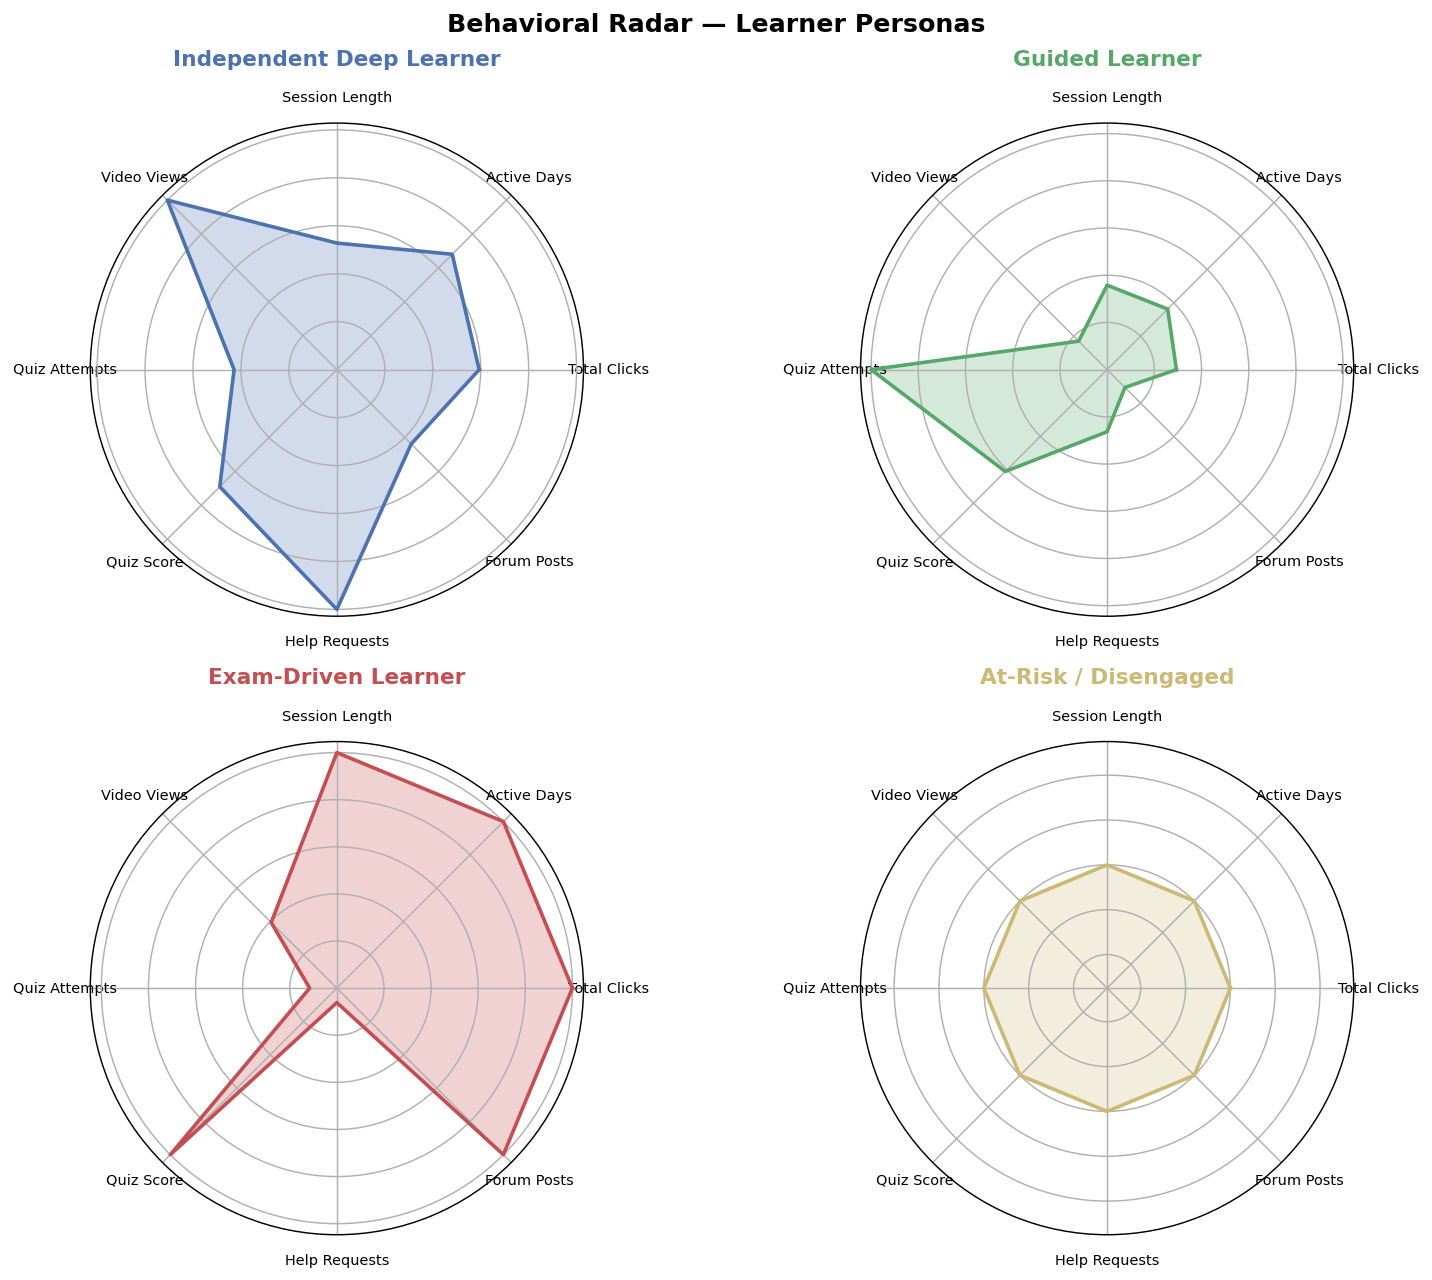 Behavioral Radar — Learner Personas
Independent Deep Learner
Session Length
Video Views
Active Days
Quiz Attempts
Total Clicks
Quiz Score
Forum Posts
Help Requests
Guided Learner
Session Length
Video Views
Active Days
Quiz Attempts
Total Clicks
Quiz Score
Forum Posts
Help Requests
Exam-Driven Learner
Session Length
Video Views
Active Days
Quiz Attempts
Total Clicks
Quiz Score
Forum Posts
Help Requests
At-Risk / Disengaged
Session Length
Video Views
Active Days
Quiz Attempts
Total Clicks
Quiz Score
Forum Posts
Help Requests